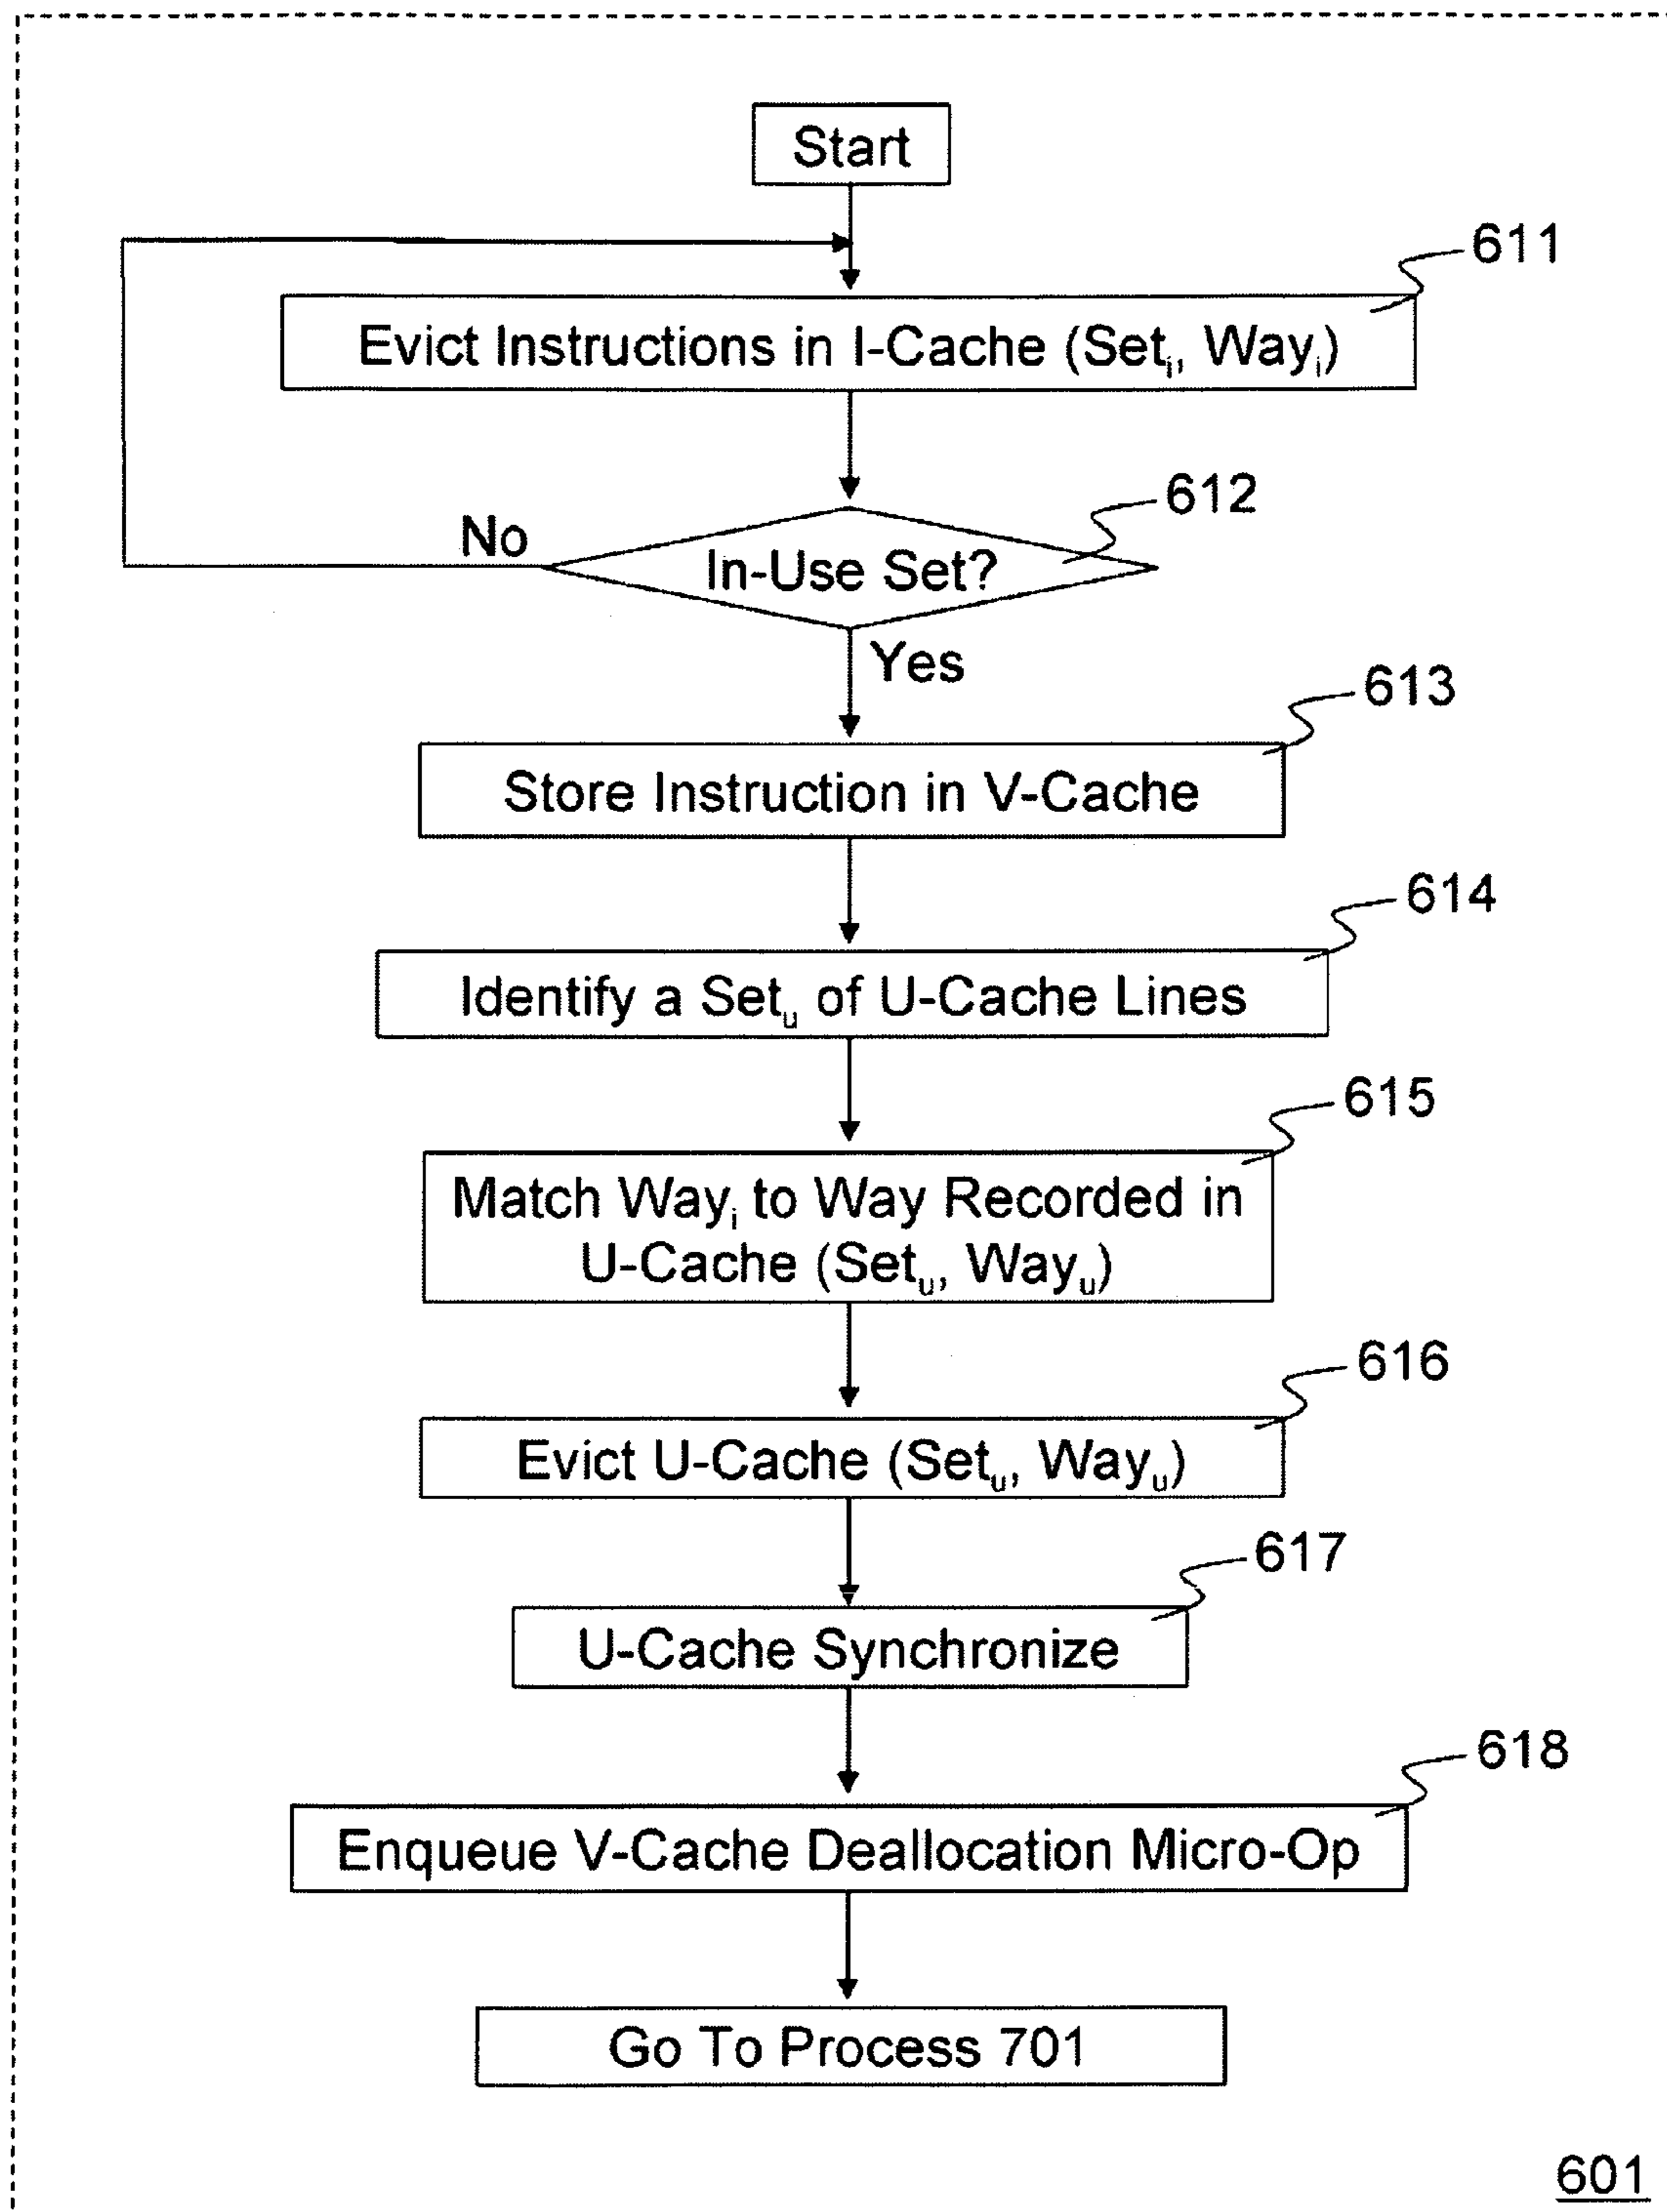 Start
611
Evict Instructions in I-Cache (Setᵢ, Wayᵢ)
612
No
In-Use Set?
Yes
613
Store Instruction in V-Cache
614
Identify a Setᵤ of U-Cache Lines
615
Match Wayᵢ to Way Recorded in
U-Cache (Setᵤ, Wayᵤ)
616
Evict U-Cache (Setᵤ, Wayᵤ)
617
U-Cache Synchronize
618
Enqueue V-Cache Deallocation Micro-Op
Go To Process 701
601